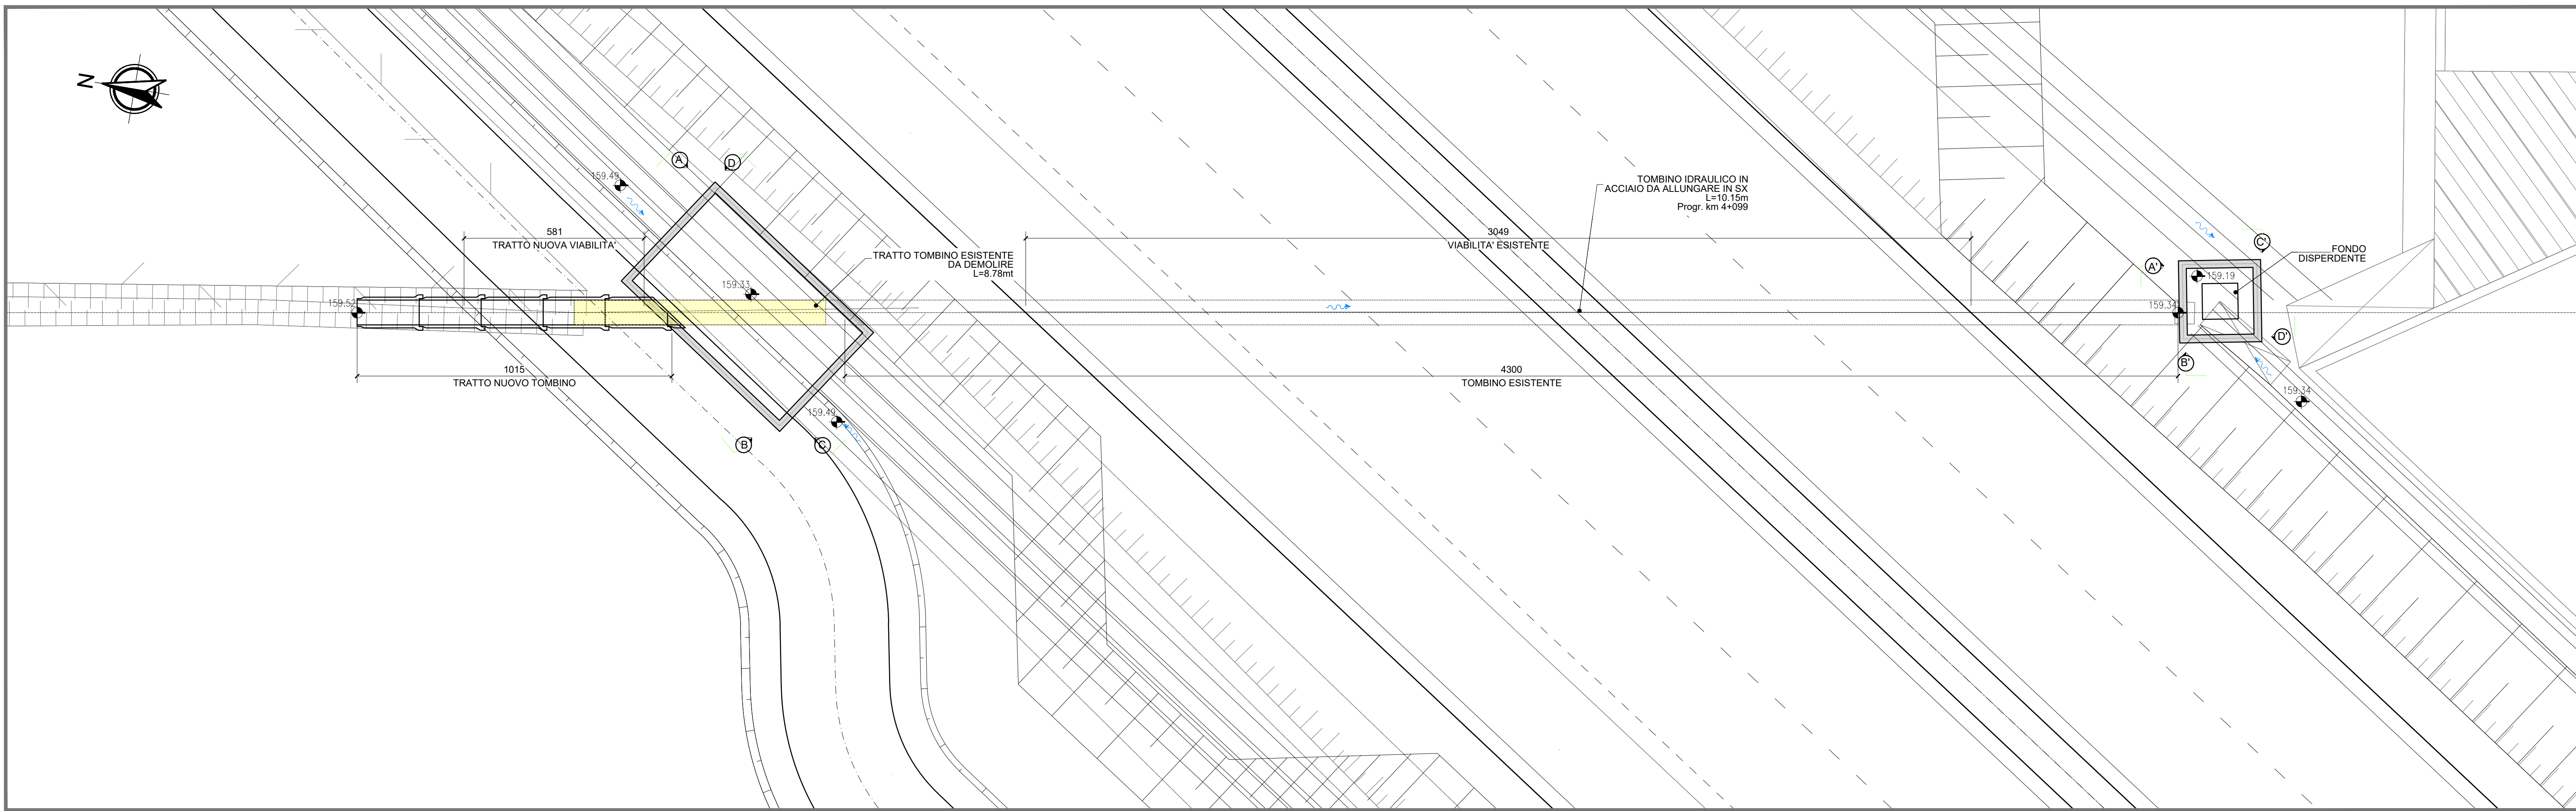 N
A
D
159.49
581
TRATTO NUOVA VIABILITA'
TRATTO TOMBINO ESISTENTE
DA DEMOLIRE
L=8.78mt
159.33
159.52
1015
TRATTO NUOVO TOMBINO
159.49
B
C
TOMBINO IDRAULICO IN
ACCIAIO DA ALLUNGARE IN SX
L=10.15m
Progr. km 4+099
3049
VIABILITA' ESISTENTE
4300
TOMBINO ESISTENTE
A'
C'
FONDO
DISPERDENTE
159.19
159.34
D'
B'
159.34